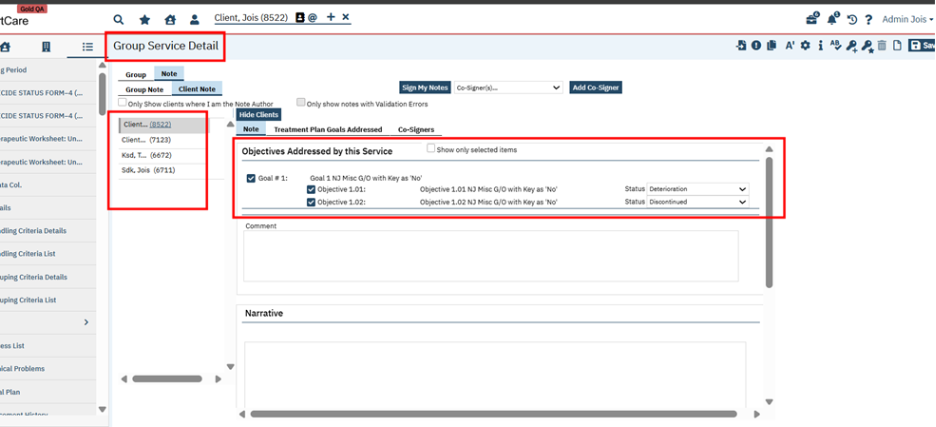 Gold QA
rtCare
Client, Jois (8522)
@
Admin Jois
Group Service Detail
Save
Group Note
Group Note Client Note
Only Show clients where I am the Note Author
Only show notes with Validation Errors
Sign My Notes Co-Signer(s)... Add Co-Signer
Hide Clients
Note Treatment Plan Goals Addressed Co-Signers
Client... (8522)
Client... (7123)
Ksd, T... (6672)
Sdk, Jois (6711)
Objectives Addressed by this Service Show only selected items
Goal # 1: Goal 1 NJ Misc G/O with Key as 'No'
Objective 1.01: Objective 1.01 NJ Misc G/O with Key as 'No' Status Deterioration
Objective 1.02: Objective 1.02 NJ Misc G/O with Key as 'No' Status Discontinued
Comment
Narrative
g Period
CIDE STATUS FORM-4 (...
CIDE STATUS FORM-4 (...
rapeutic Worksheet: Un...
rapeutic Worksheet: Un...
ta Col.
ails
dling Criteria Details
dling Criteria List
uping Criteria Details
uping Criteria List
ess List
ical Problems
al Plan